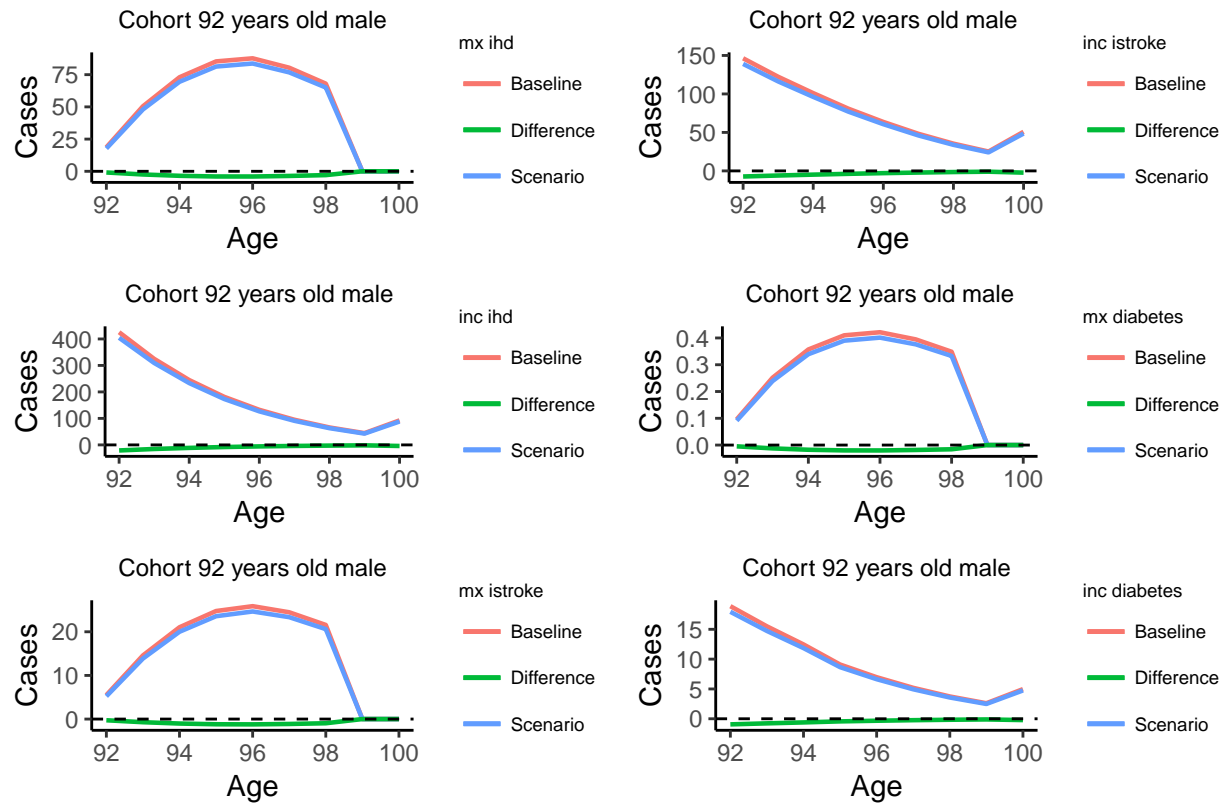 Cohort 92 years old male
mx ihd
Baseline
Difference
Scenario
Cases
75
50
25
0
92 94 96 98 100
Age
Cohort 92 years old male
inc istroke
Baseline
Difference
Scenario
Cases
150
100
50
0
92 94 96 98 100
Age
Cohort 92 years old male
inc ihd
Baseline
Difference
Scenario
Cases
400
300
200
100
0
92 94 96 98 100
Age
Cohort 92 years old male
mx diabetes
Baseline
Difference
Scenario
Cases
0.4
0.3
0.2
0.1
0.0
92 94 96 98 100
Age
Cohort 92 years old male
mx istroke
Baseline
Difference
Scenario
Cases
20
10
0
92 94 96 98 100
Age
Cohort 92 years old male
inc diabetes
Baseline
Difference
Scenario
Cases
15
10
5
0
92 94 96 98 100
Age